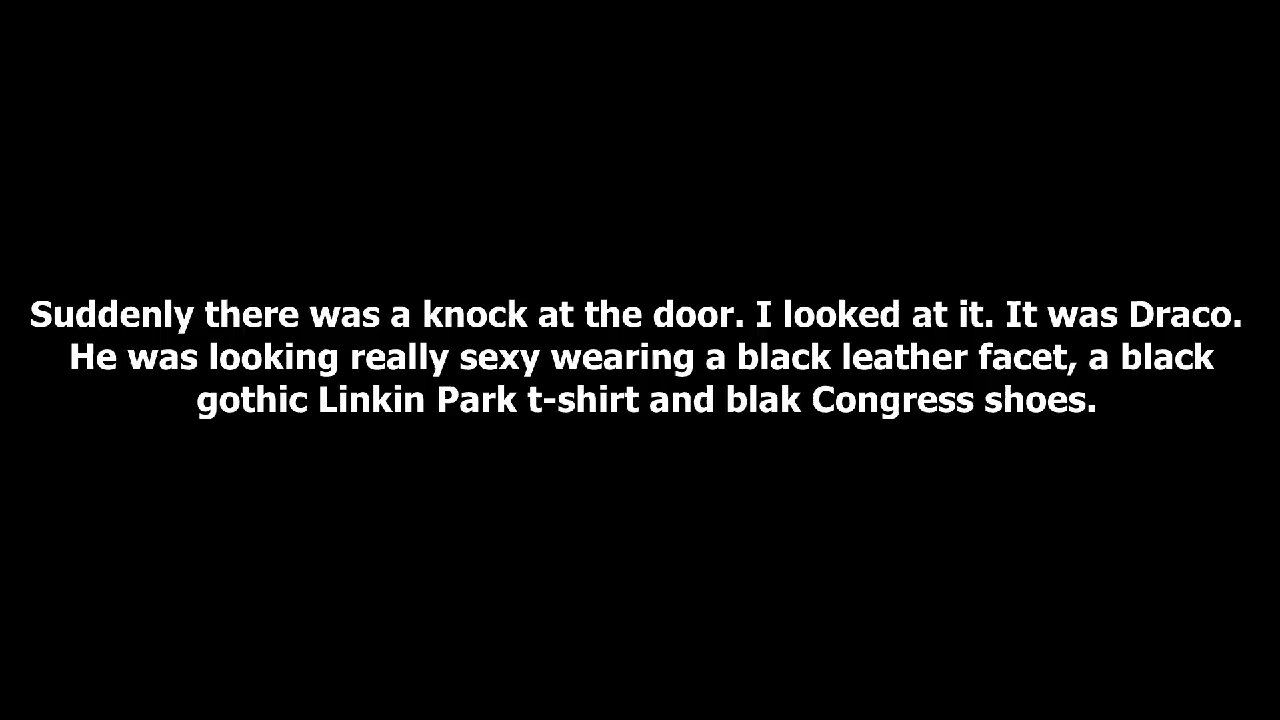 Suddenly there was a knock at the door. I looked at it. It was Draco.
He was looking really sexy wearing a black leather facet, a black
gothic Linkin Park t-shirt and blak Congress shoes.